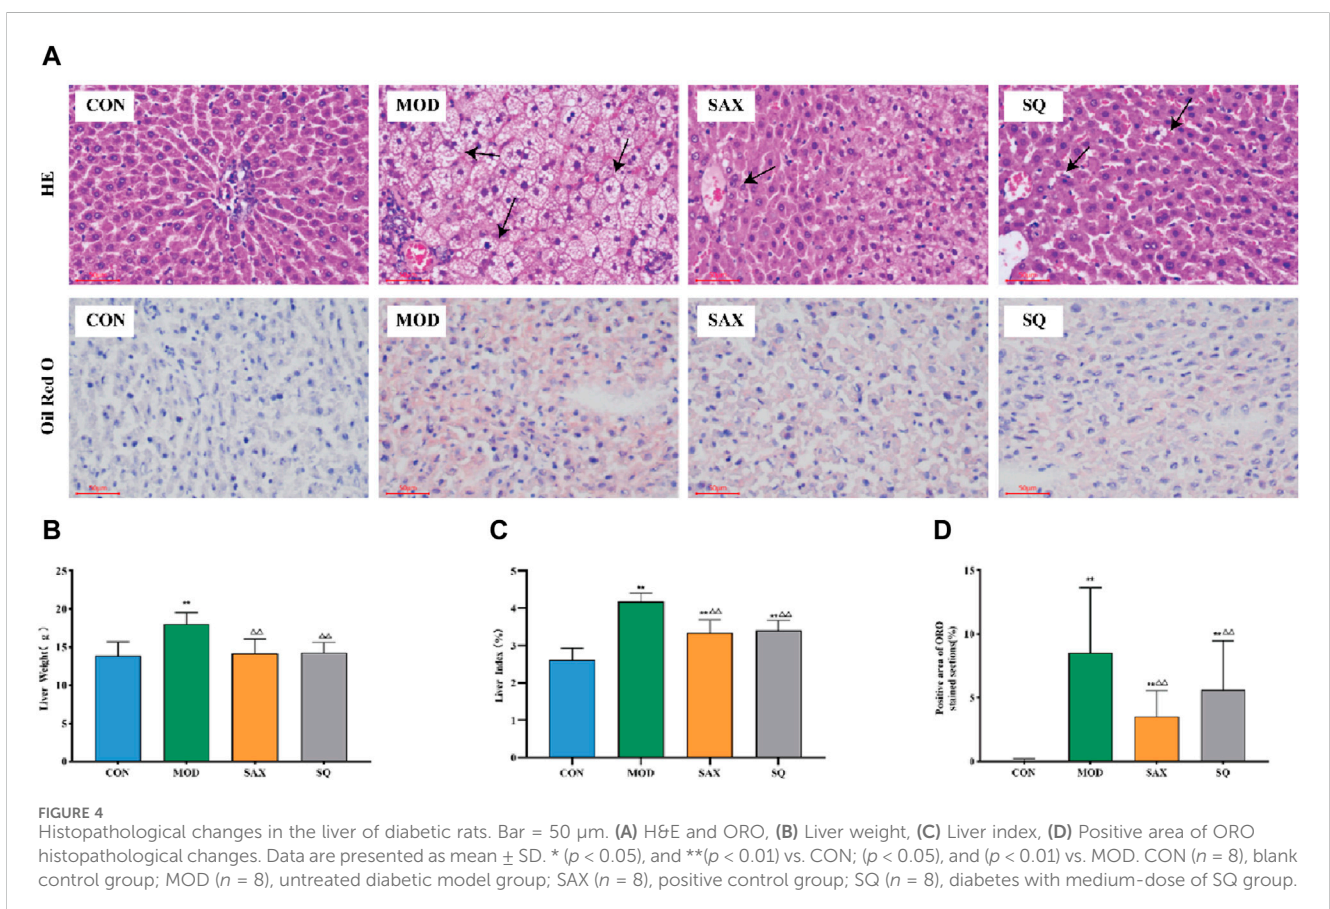 A
CON
MOD
SAX
SQ
HE
CON
MOD
SAX
SQ
Oil Red O
50μm
50μm
B
C
D
25
20
15
10
5
0
Liver Weight( g )
**
ΔΔ
ΔΔ
CON
MOD
SAX
SQ
5
4
3
2
1
0
Liver Index (%)
**
**ΔΔ
**ΔΔ
CON
MOD
SAX
SQ
15
10
5
0
Positive area of ORO
stained sections(%)
**
**ΔΔ
**ΔΔ
CON
MOD
SAX
SQ
FIGURE 4
Histopathological changes in the liver of diabetic rats. Bar = 50 μm. (A) H&E and ORO, (B) Liver weight, (C) Liver index, (D) Positive area of ORO
histopathological changes. Data are presented as mean ± SD. * (p < 0.05), and **(p < 0.01) vs. CON; (p < 0.05), and (p < 0.01) vs. MOD. CON (n = 8), blank
control group; MOD (n = 8), untreated diabetic model group; SAX (n = 8), positive control group; SQ (n = 8), diabetes with medium-dose of SQ group.